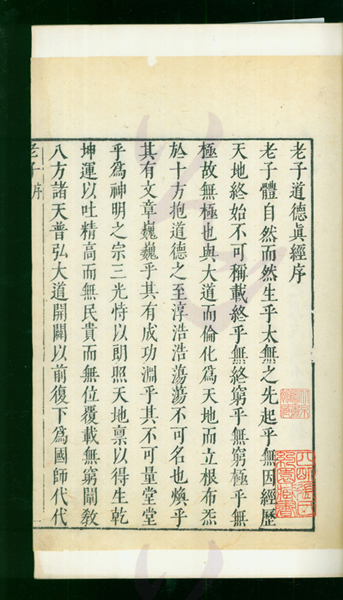 老子道德眞經序
老子體自然而然生乎太無之先起乎無因經歷
天地終始不可稱載終乎無終窮乎無窮極乎無
極故無極也與大道而倫化爲天地而立根布炁
於十方抱道德之至淳浩浩蕩蕩不可名也煥乎
其有文章巍巍乎其有成功淵乎其不可量堂堂
乎爲神明之宗三光恃以朗照天地稟以得生乾
坤運以吐精高而無民貴而無位覆載無窮闡教
八方諸天普弘大道開闢以前復下爲國師代代
老子序